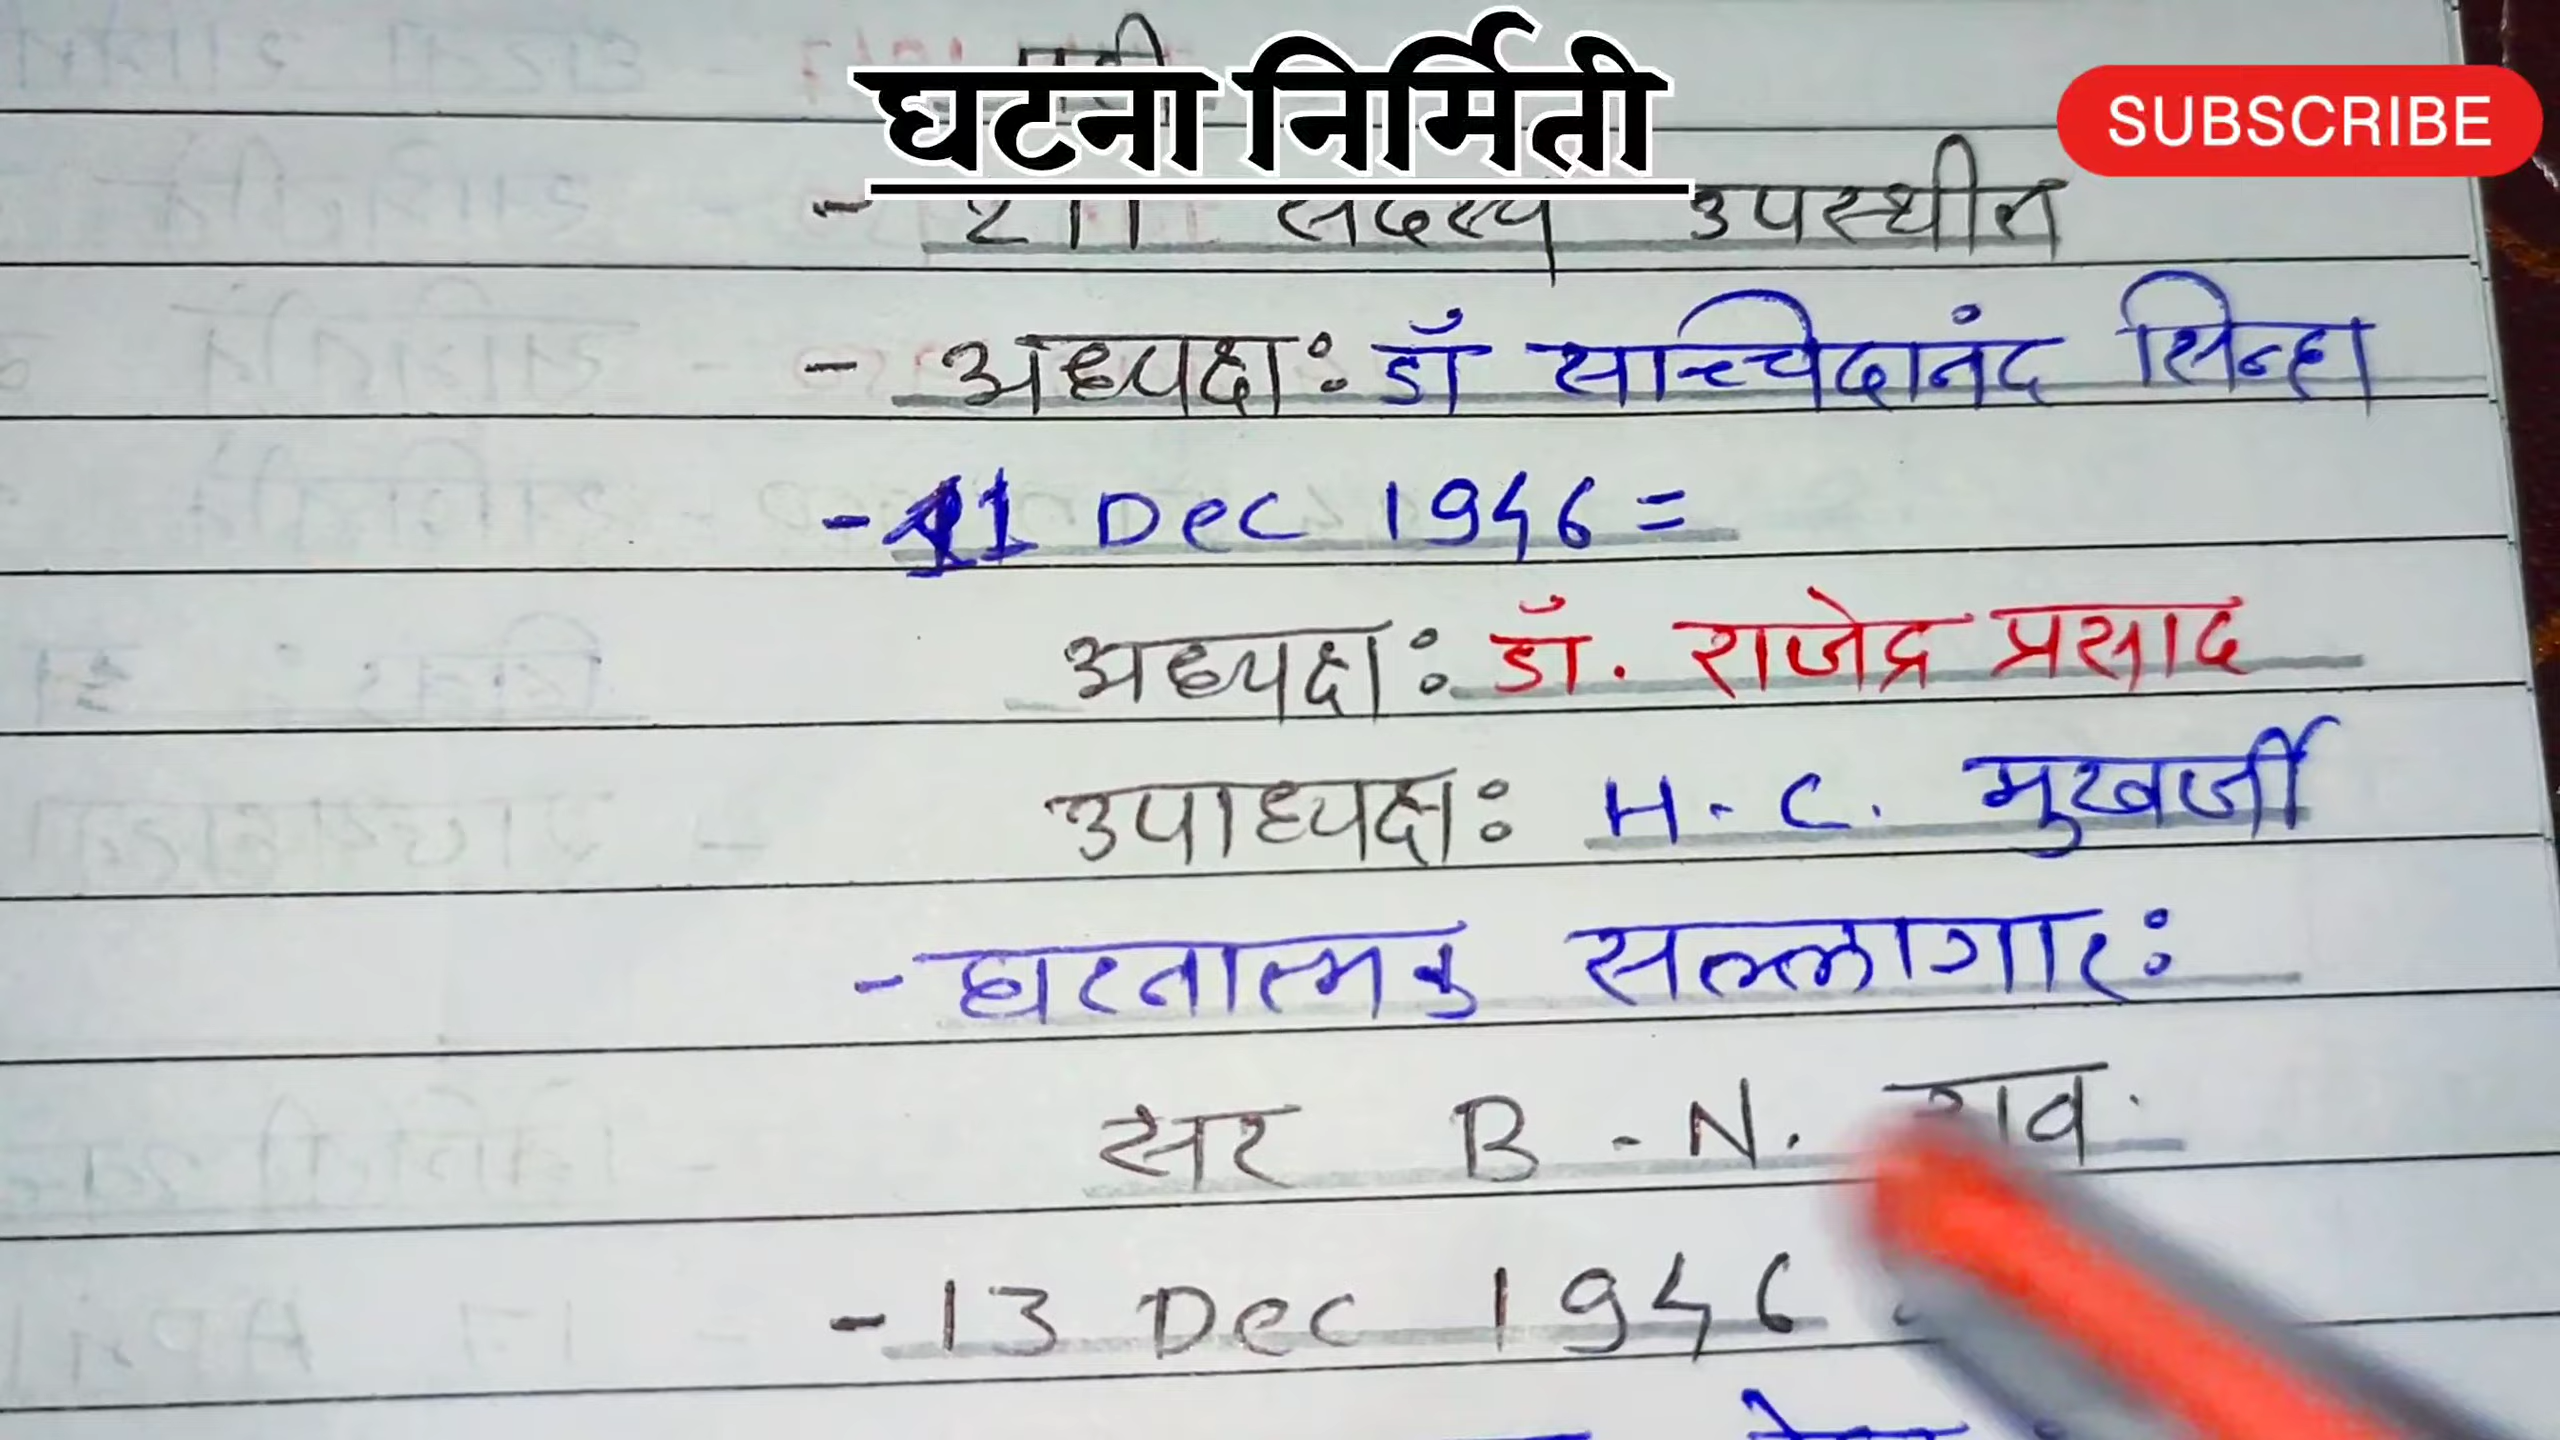 घटना निर्मिती
SUBSCRIBE
- 211 सदस्य उपस्थीत
- अध्यक्ष: डॉ सच्चिदानंद सिन्हा
- 11 Dec 1946 =
अध्यक्ष: डॉ. राजेद्र प्रसाद
उपाध्यक्ष: H. C. मुखर्जी
- घटनात्मक सल्लागार:
सर B. N. राव.
- 13 Dec 1946